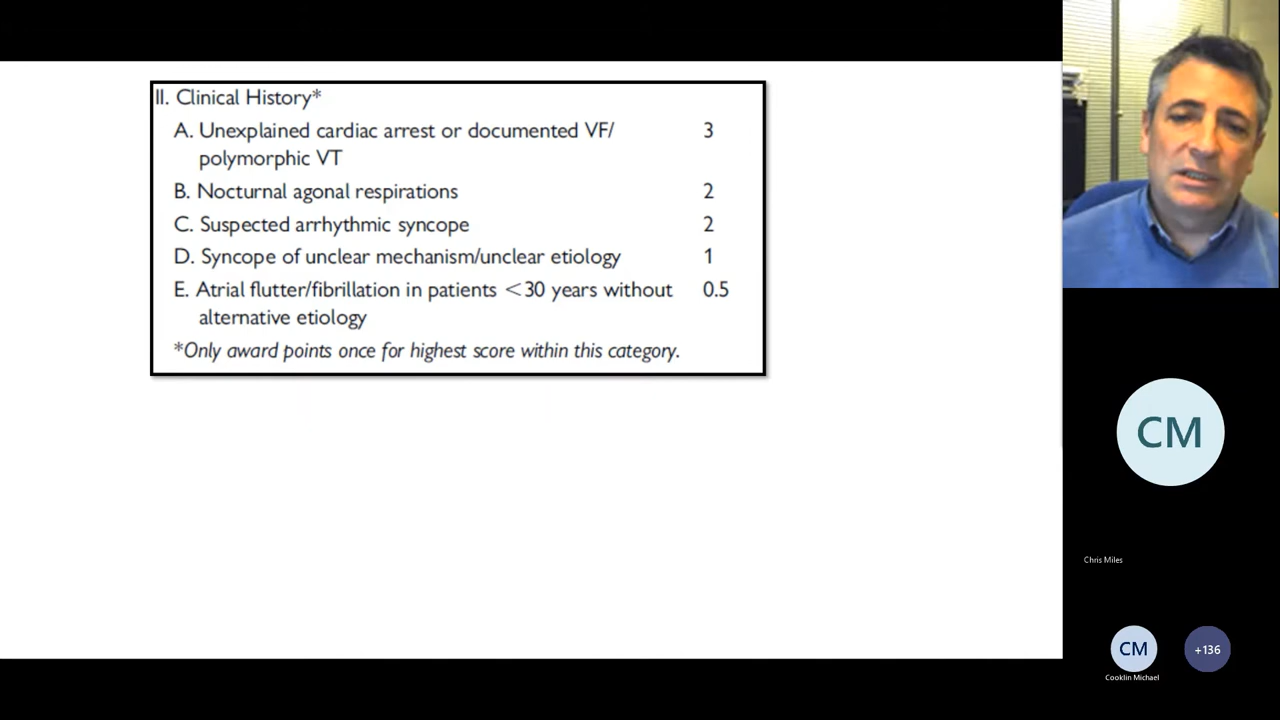 II. Clinical History*
A. Unexplained cardiac arrest or documented VF/ 3
polymorphic VT
B. Nocturnal agonal respirations 2
C. Suspected arrhythmic syncope 2
D. Syncope of unclear mechanism/unclear etiology 1
E. Atrial flutter/fibrillation in patients <30 years without 0.5
alternative etiology
*Only award points once for highest score within this category.
CM
Chris Miles
CM +136
Cooklin Michael